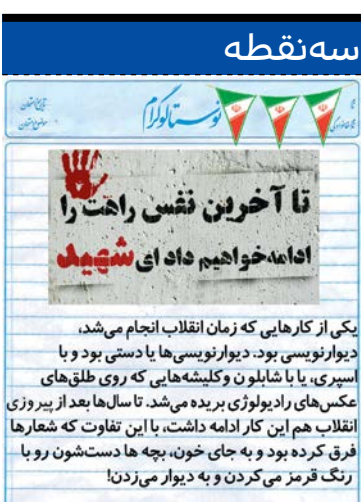 سه‌نقطه
نوستالوگرام
تاریخ امتحان:
موضوع امتحان:
تا آخرین نفس راهت را
ادامه‌خواهیم داد ای شهید
یکی از کارهایی که زمان انقلاب انجام می‌شد،
دیوارنویسی بود. دیوارنویسی‌ها یا دستی بود و با
اسپری، یا با شابلون و کلیشه‌هایی که روی طلق‌های
عکس‌های رادیولوژی بریده می‌شد. تا سال‌ها بعد از پیروزی
انقلاب هم این کار ادامه داشت، با این تفاوت که شعارها
فرق کرده بود و به جای خون، بچه ها دست‌شون رو با
رنگ قرمز می‌کردن و به دیوار می‌زدن!